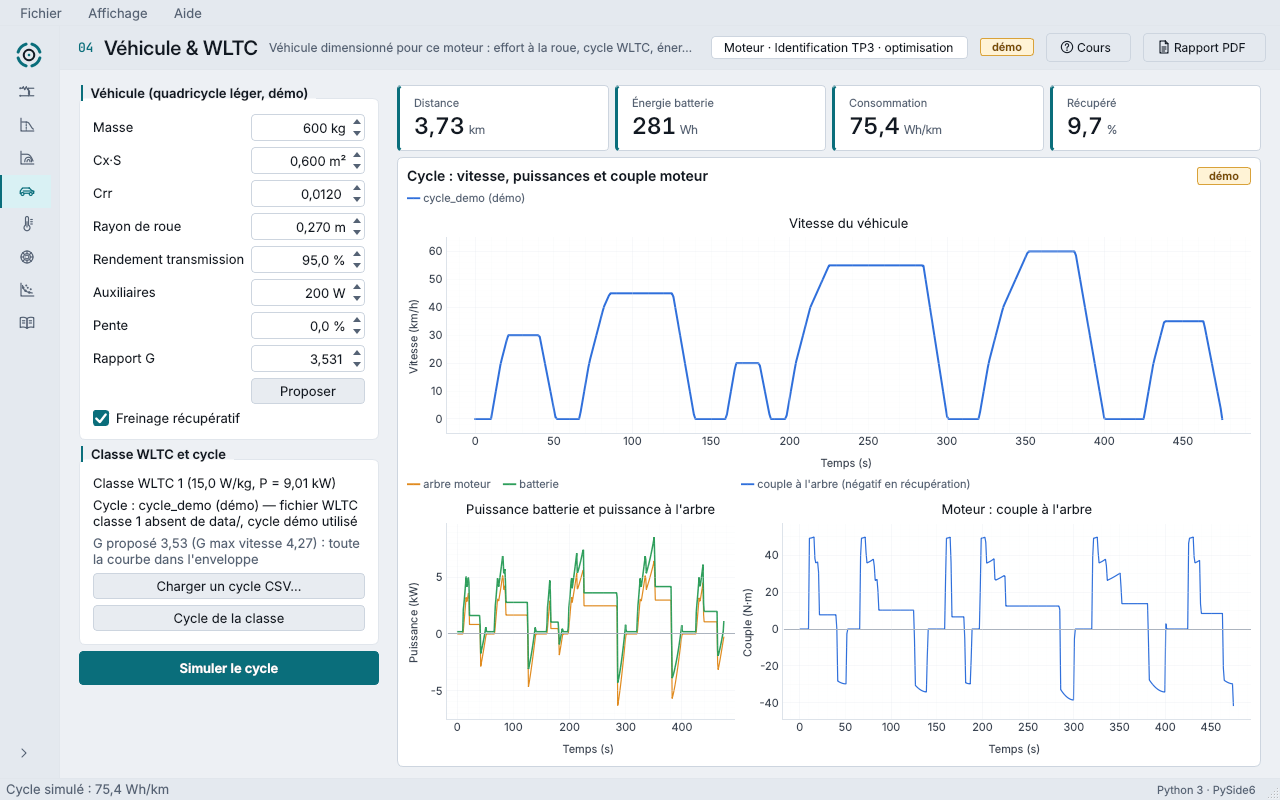 Fichier Affichage Aide
04 Véhicule & WLTC Véhicule dimensionné pour ce moteur : effort à la roue, cycle WLTC, éner... Moteur · Identification TP3 · optimisation démo Cours Rapport PDF
Véhicule (quadricycle léger, démo)
Masse 600 kg
Cx·S 0,600 m²
Crr 0,0120
Rayon de roue 0,270 m
Rendement transmission 95,0 %
Auxiliaires 200 W
Pente 0,0 %
Rapport G 3,531
Proposer
Freinage récupératif
Classe WLTC et cycle
Classe WLTC 1 (15,0 W/kg, P = 9,01 kW)
Cycle : cycle_demo (démo) — fichier WLTC
classe 1 absent de data/, cycle démo utilisé
G proposé 3,53 (G max vitesse 4,27) : toute
la courbe dans l'enveloppe
Charger un cycle CSV...
Cycle de la classe
Simuler le cycle
Distance
3,73 km
Énergie batterie
281 Wh
Consommation
75,4 Wh/km
Récupéré
9,7 %
Cycle : vitesse, puissances et couple moteur démo
cycle_demo (démo)
Vitesse du véhicule
Vitesse (km/h)
60
50
40
30
20
10
0
0 50 100 150 200 250 300 350 400 450
Temps (s)
arbre moteur batterie
Puissance batterie et puissance à l'arbre
Puissance (kW)
5
0
-5
0 100 200 300 400
Temps (s)
couple à l'arbre (négatif en récupération)
Moteur : couple à l'arbre
Couple (N·m)
40
20
0
-20
-40
0 50 100 150 200 250 300 350 400 450
Temps (s)
Cycle simulé : 75,4 Wh/km Python 3 · PySide6